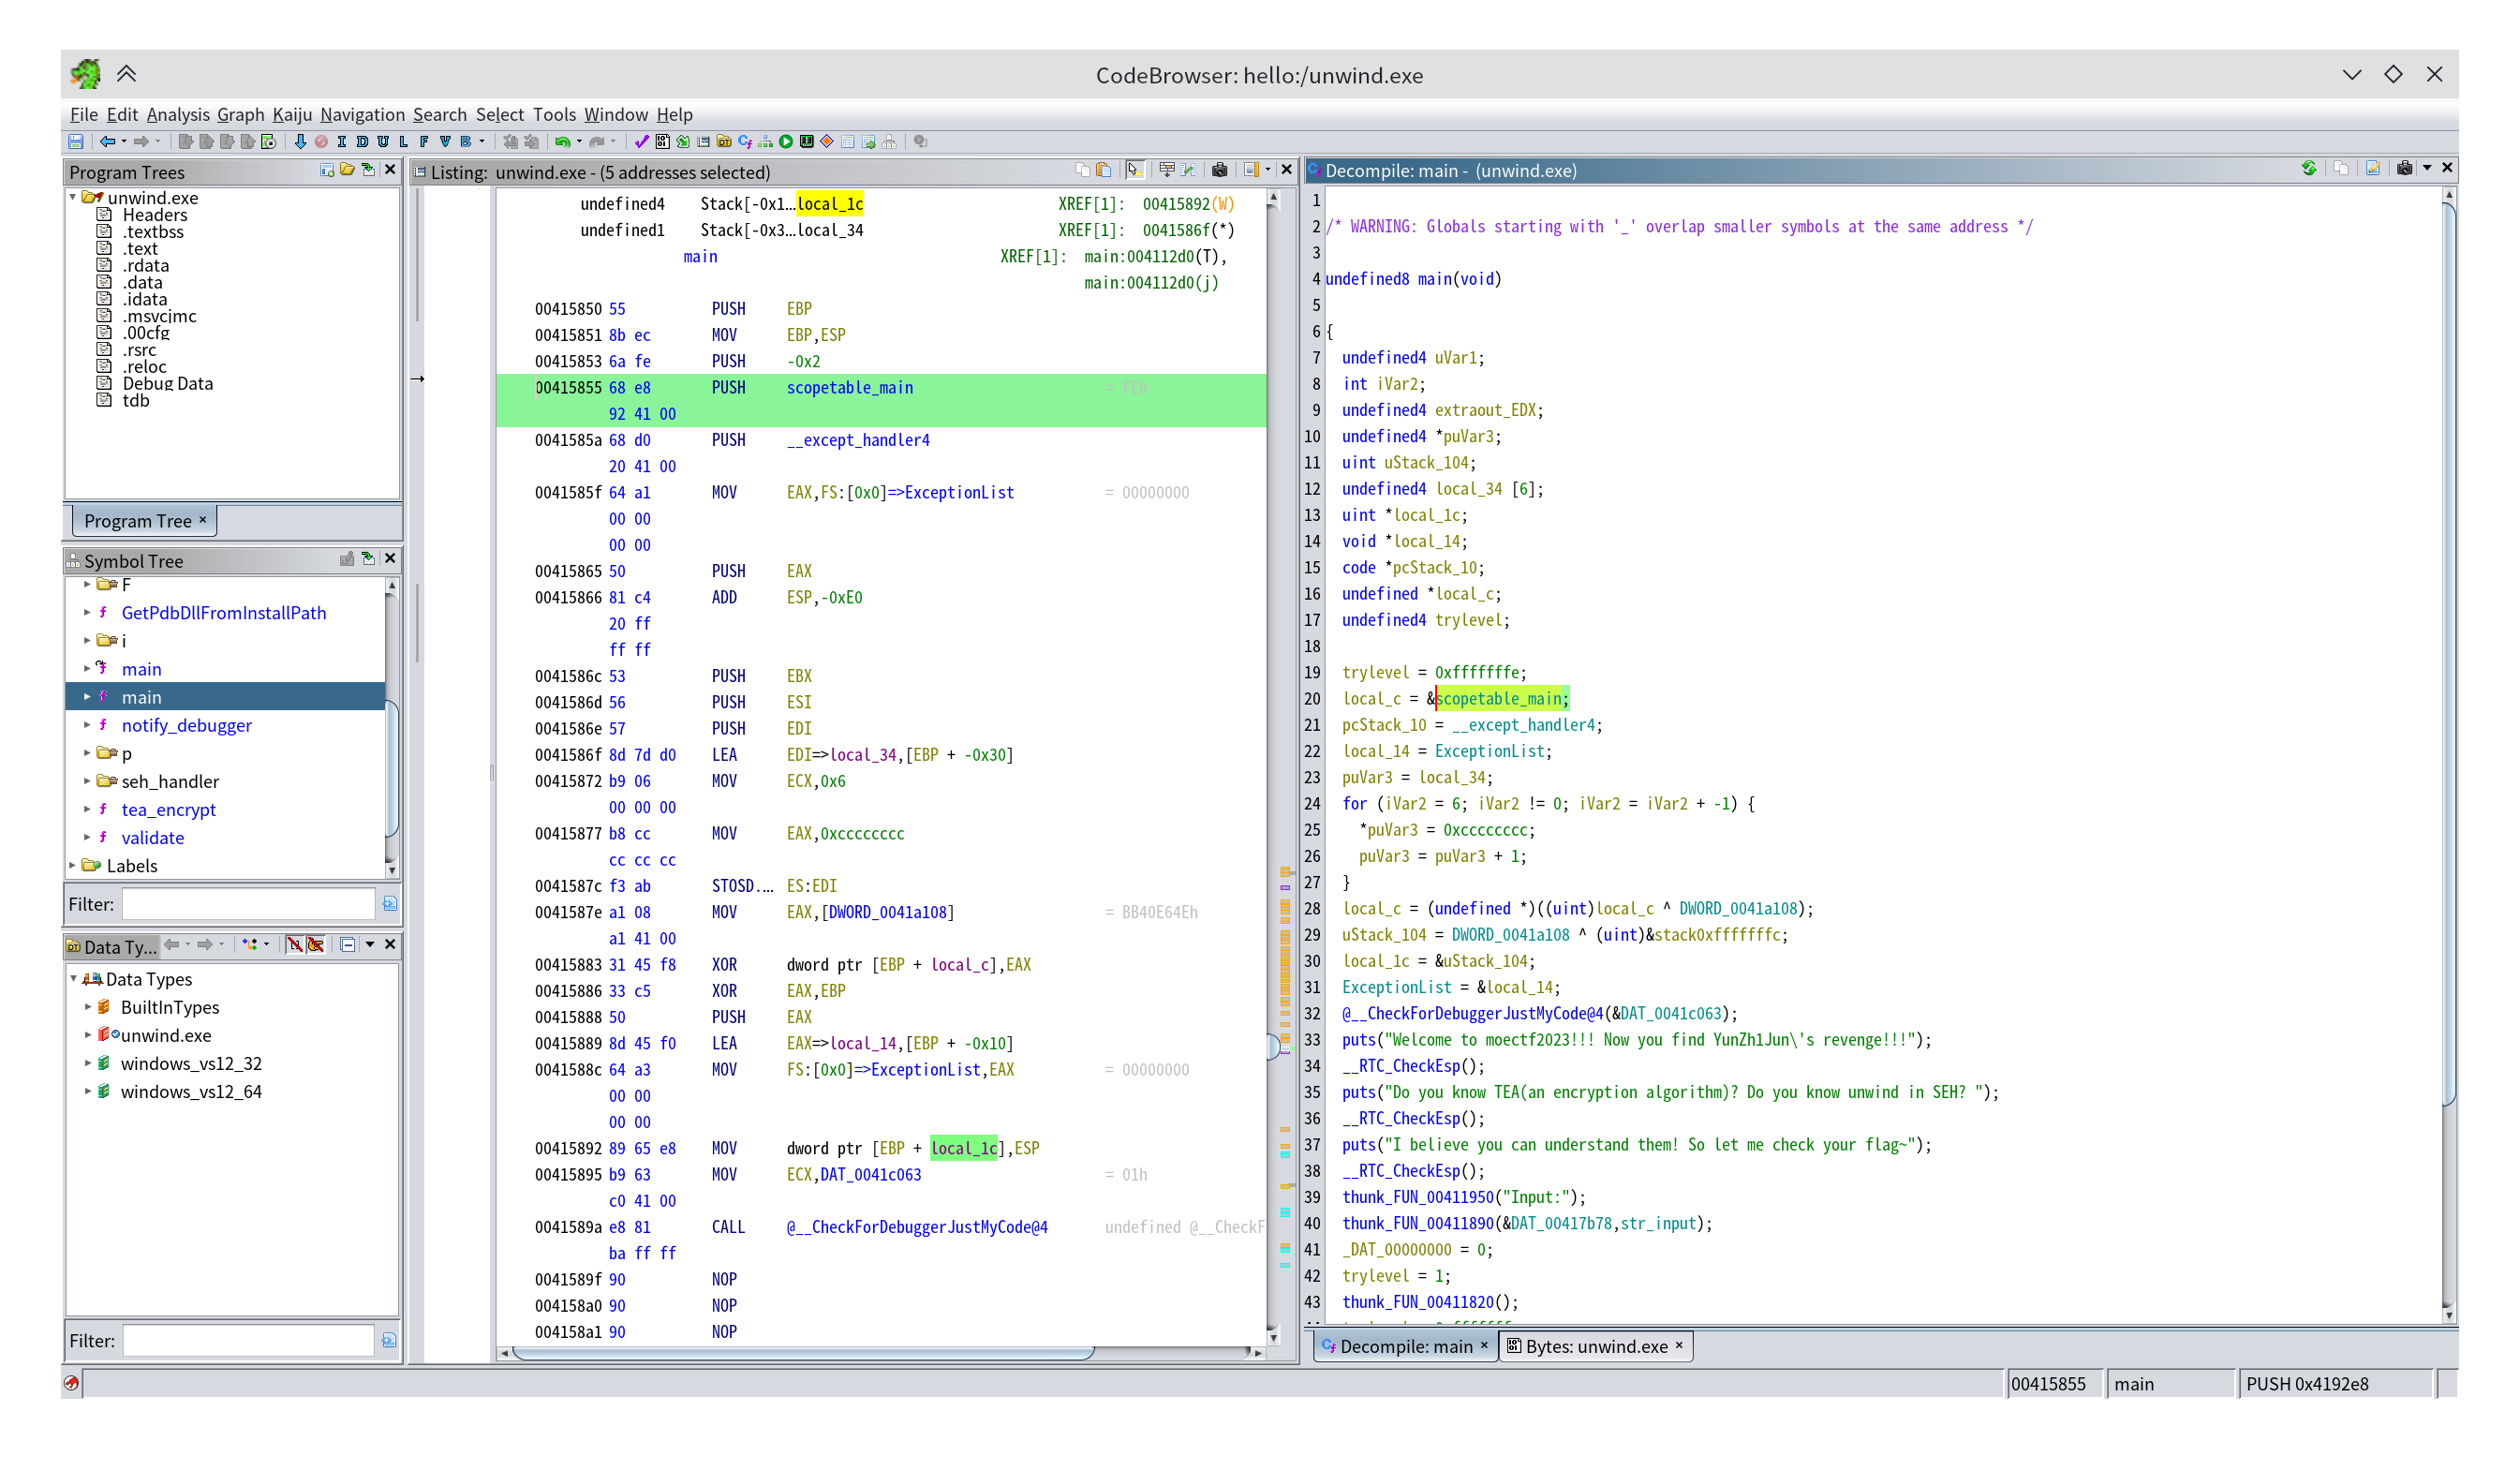 CodeBrowser: hello:/unwind.exe
File Edit Analysis Graph Kaiju Navigation Search Select Tools Window Help
I D U L F V B
Program Trees
unwind.exe
Headers
.textbss
.text
.rdata
.data
.idata
.msvcjmc
.00cfg
.rsrc
.reloc
Debug Data
tdb
Program Tree ×
Symbol Tree
F
GetPdbDllFromInstallPath
i
main
main
notify_debugger
p
seh_handler
tea_encrypt
validate
Labels
Filter:
Data Ty...
Data Types
BuiltInTypes
unwind.exe
windows_vs12_32
windows_vs12_64
Filter:
Listing: unwind.exe - (5 addresses selected)
undefined4 Stack[-0x1...local_1c XREF[1]: 00415892(W)
undefined1 Stack[-0x3...local_34 XREF[1]: 0041586f(*)
main XREF[1]: main:004112d0(T),
main:004112d0(j)
00415850 55 PUSH EBP
00415851 8b ec MOV EBP,ESP
00415853 6a fe PUSH -0x2
00415855 68 e8 PUSH scopetable_main = FEh
92 41 00
0041585a 68 d0 PUSH __except_handler4
20 41 00
0041585f 64 a1 MOV EAX,FS:[0x0]=>ExceptionList = 00000000
00 00
00 00
00415865 50 PUSH EAX
00415866 81 c4 ADD ESP,-0xE0
20 ff
ff ff
0041586c 53 PUSH EBX
0041586d 56 PUSH ESI
0041586e 57 PUSH EDI
0041586f 8d 7d d0 LEA EDI=>local_34,[EBP + -0x30]
00415872 b9 06 MOV ECX,0x6
00 00 00
00415877 b8 cc MOV EAX,0xcccccccc
cc cc cc
0041587c f3 ab STOSD.... ES:EDI
0041587e a1 08 MOV EAX,[DWORD_0041a108] = BB40E64Eh
a1 41 00
00415883 31 45 f8 XOR dword ptr [EBP + local_c],EAX
00415886 33 c5 XOR EAX,EBP
00415888 50 PUSH EAX
00415889 8d 45 f0 LEA EAX=>local_14,[EBP + -0x10]
0041588c 64 a3 MOV FS:[0x0]=>ExceptionList,EAX = 00000000
00 00
00 00
00415892 89 65 e8 MOV dword ptr [EBP + local_1c],ESP
00415895 b9 63 MOV ECX,DAT_0041c063 = 01h
c0 41 00
0041589a e8 81 CALL @__CheckForDebuggerJustMyCode@4 undefined @__CheckF
ba ff ff
0041589f 90 NOP
004158a0 90 NOP
004158a1 90 NOP
Decompile: main - (unwind.exe)
1
2 /* WARNING: Globals starting with '_' overlap smaller symbols at the same address */
3
4 undefined8 main(void)
5
6 {
7 undefined4 uVar1;
8 int iVar2;
9 undefined4 extraout_EDX;
10 undefined4 *puVar3;
11 uint uStack_104;
12 undefined4 local_34 [6];
13 uint *local_1c;
14 void *local_14;
15 code *pcStack_10;
16 undefined *local_c;
17 undefined4 trylevel;
18
19 trylevel = 0xfffffffe;
20 local_c = &scopetable_main;
21 pcStack_10 = __except_handler4;
22 local_14 = ExceptionList;
23 puVar3 = local_34;
24 for (iVar2 = 6; iVar2 != 0; iVar2 = iVar2 + -1) {
25 *puVar3 = 0xcccccccc;
26 puVar3 = puVar3 + 1;
27 }
28 local_c = (undefined *)((uint)local_c ^ DWORD_0041a108);
29 uStack_104 = DWORD_0041a108 ^ (uint)&stack0xfffffffc;
30 local_1c = &uStack_104;
31 ExceptionList = &local_14;
32 @__CheckForDebuggerJustMyCode@4(&DAT_0041c063);
33 puts("Welcome to moectf2023!!! Now you find YunZh1Jun\'s revenge!!!");
34 __RTC_CheckEsp();
35 puts("Do you know TEA(an encryption algorithm)? Do you know unwind in SEH? ");
36 __RTC_CheckEsp();
37 puts("I believe you can understand them! So let me check your flag~");
38 __RTC_CheckEsp();
39 thunk_FUN_00411950("Input:");
40 thunk_FUN_00411890(&DAT_00417b78,str_input);
41 _DAT_00000000 = 0;
42 trylevel = 1;
43 thunk_FUN_00411820();
Decompile: main × Bytes: unwind.exe ×
00415855 main PUSH 0x4192e8